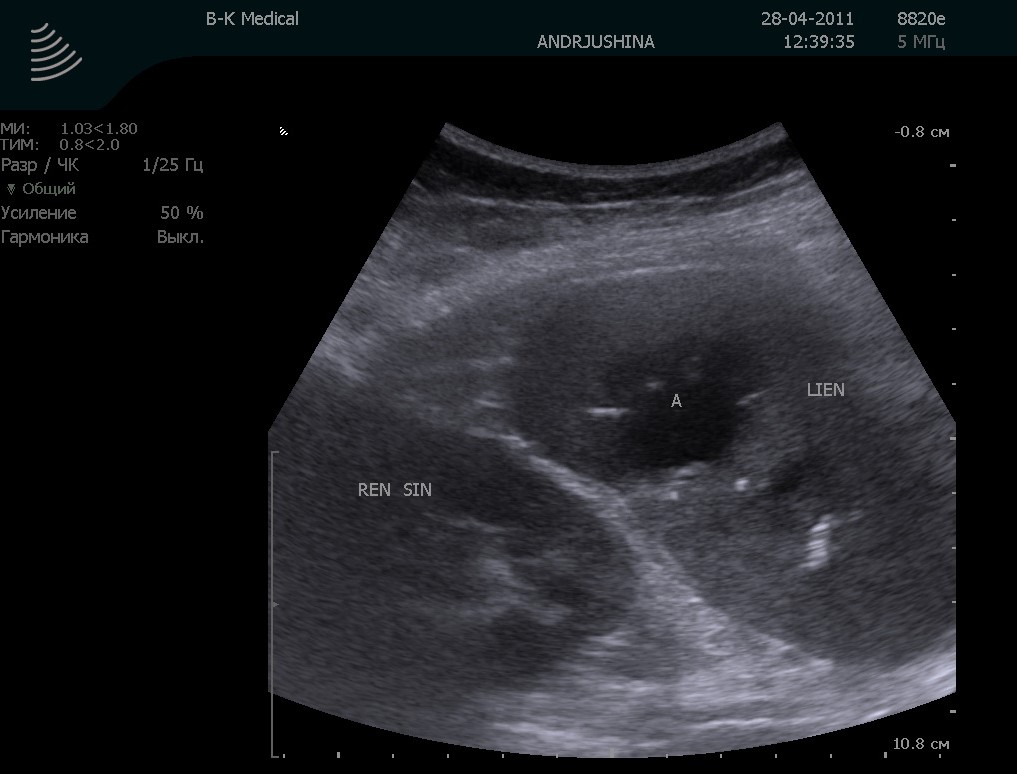 B-K Medical
28-04-2011 8820e
ANDRJUSHINA 12:39:35 5 МГц
МИ: 1.03<1.80
ТИМ: 0.8<2.0
Разр / ЧК 1/25 Гц
Общий
Усиление 50 %
Гармоника Выкл.
-0.8 см
A
LIEN
REN SIN
10.8 см